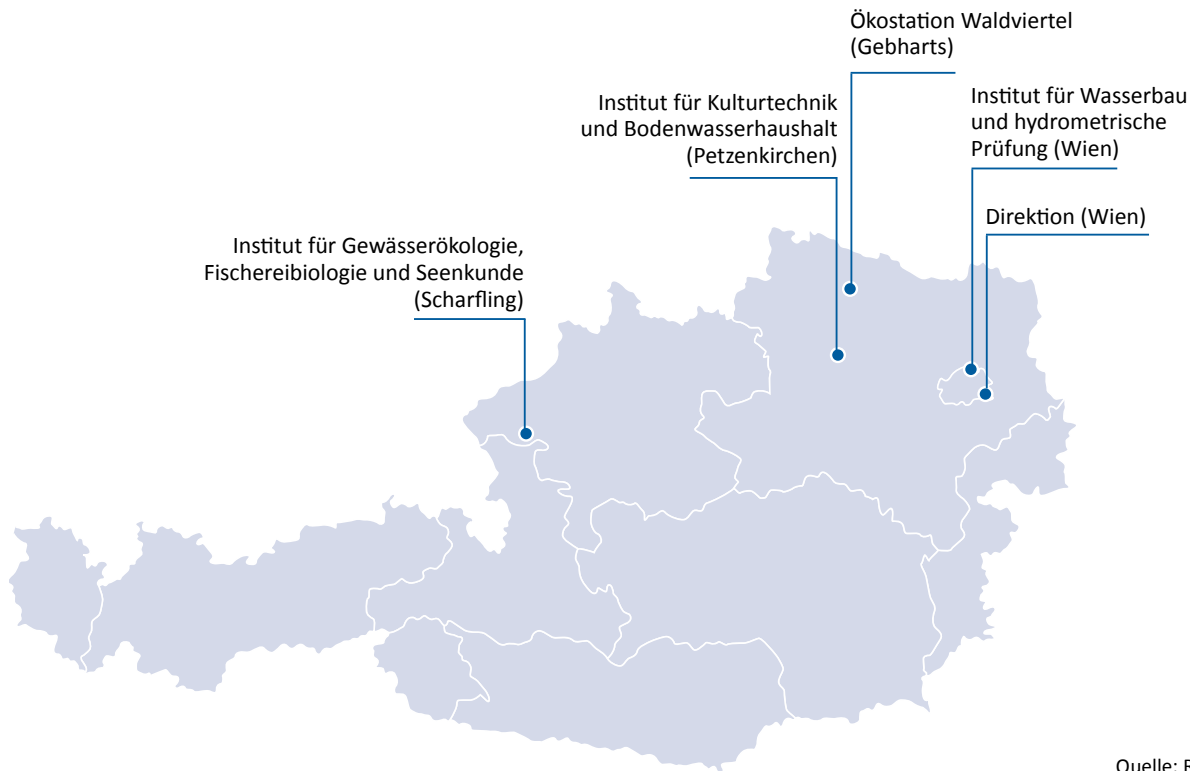 Ökostation Waldviertel
(Gebharts)
Institut für Kulturtechnik
und Bodenwasserhaushalt
(Petzenkirchen)
Institut für Wasserbau
und hydrometrische
Prüfung (Wien)
Direktion (Wien)
Institut für Gewässerökologie,
Fischereibiologie und Seenkunde
(Scharfling)
Quelle: